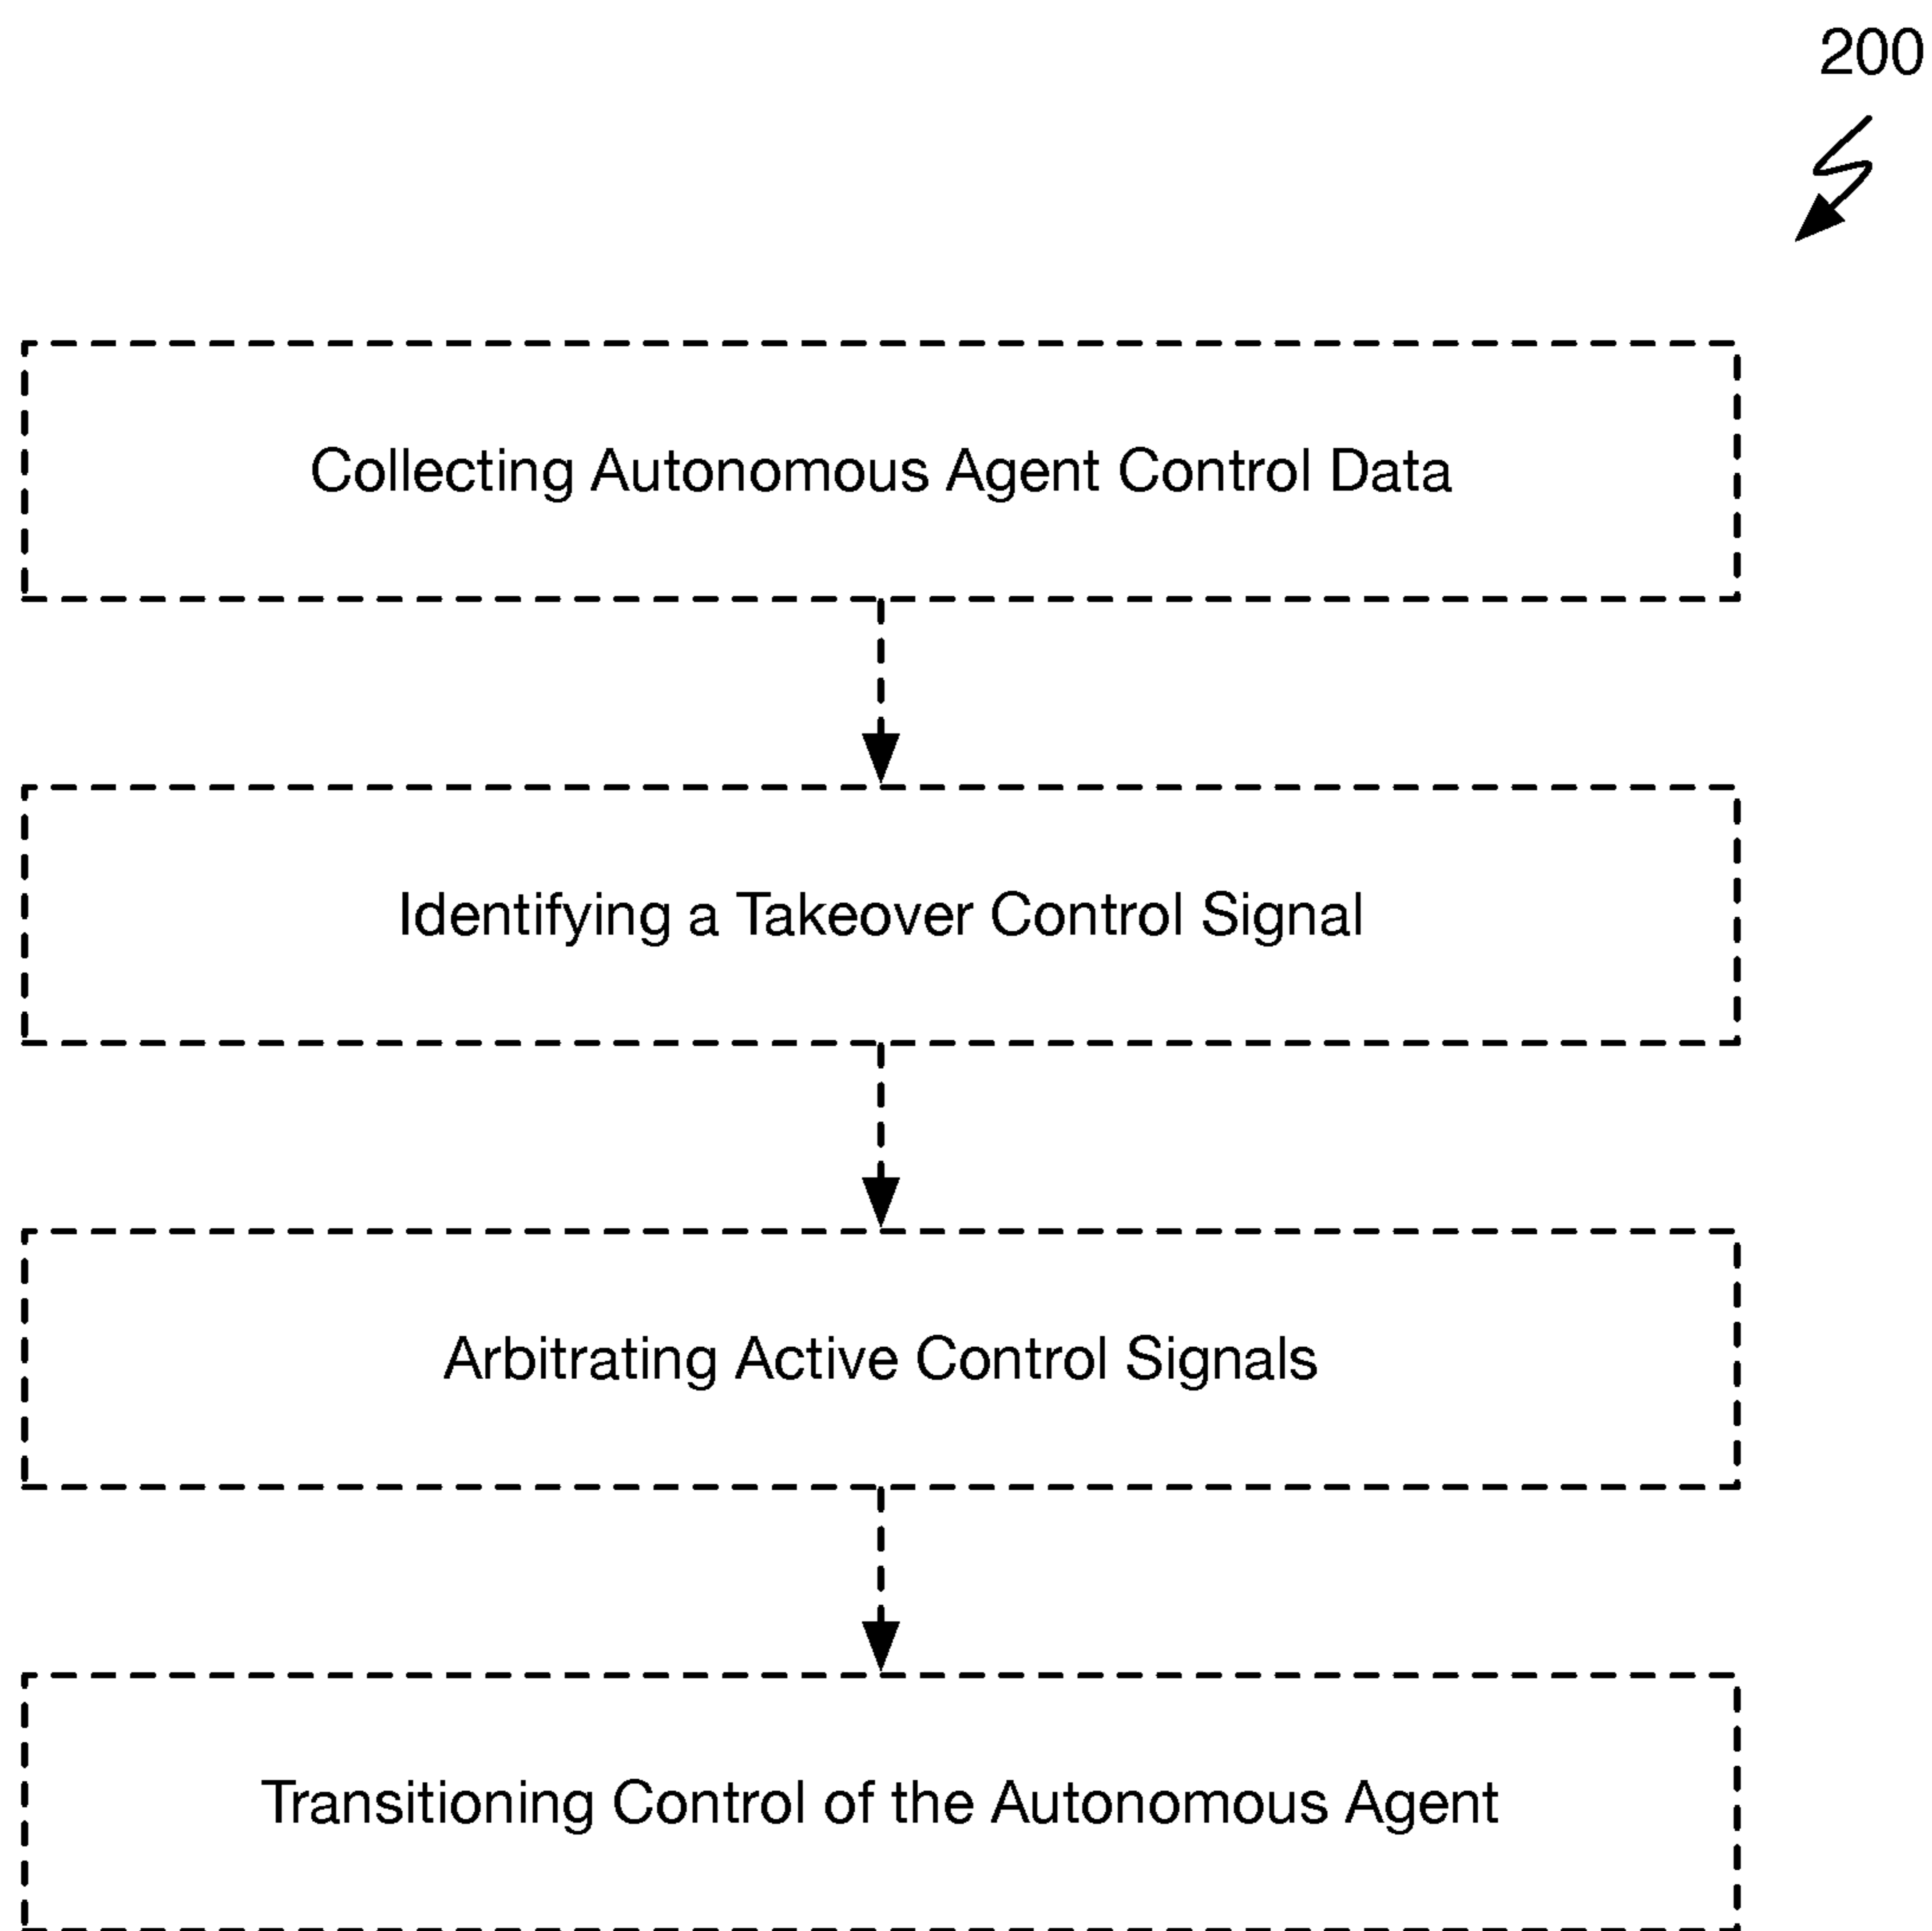 200
Collecting Autonomous Agent Control Data
Identifying a Takeover Control Signal
Arbitrating Active Control Signals
Transitioning Control of the Autonomous Agent